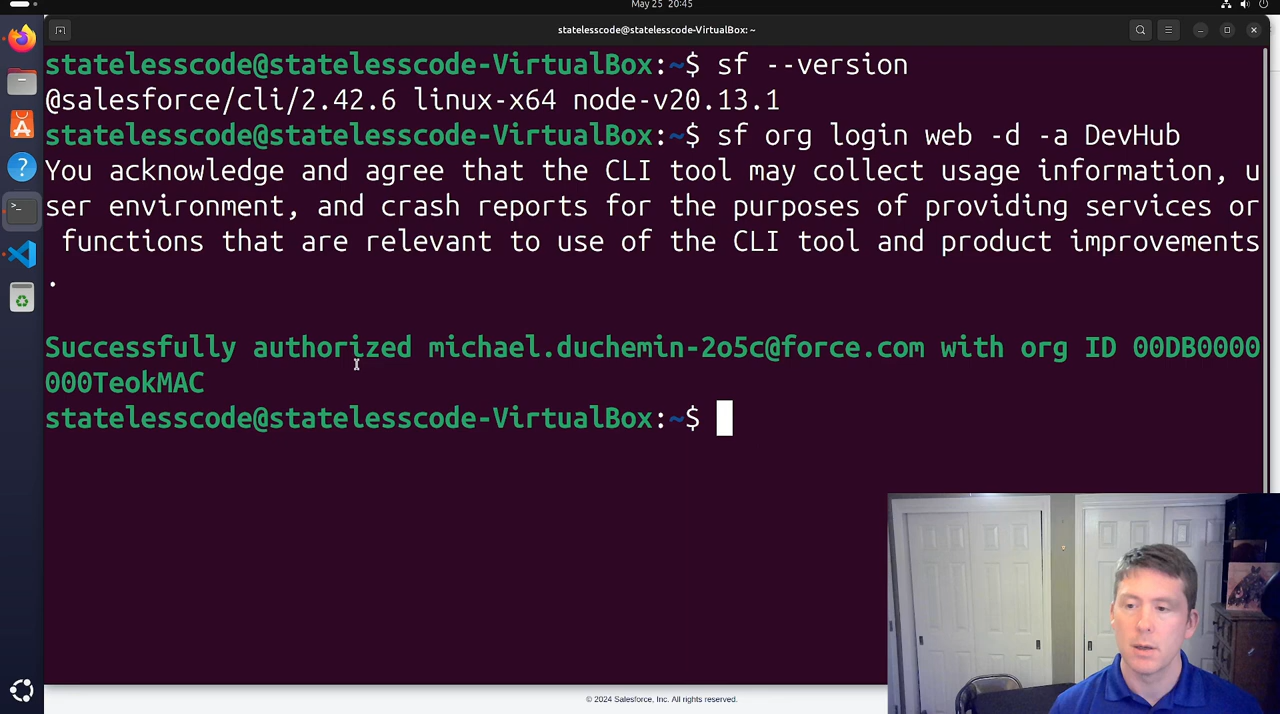 May 25 20:45
statelesscode@statelesscode-VirtualBox: ~
statelesscode@statelesscode-VirtualBox:~$ sf --version
@salesforce/cli/2.42.6 linux-x64 node-v20.13.1
statelesscode@statelesscode-VirtualBox:~$ sf org login web -d -a DevHub
You acknowledge and agree that the CLI tool may collect usage information, u
ser environment, and crash reports for the purposes of providing services or
 functions that are relevant to use of the CLI tool and product improvements
.
Successfully authorized michael.duchemin-2o5c@force.com with org ID 00DB0000
000TeokMAC
statelesscode@statelesscode-VirtualBox:~$
© 2024 Salesforce, Inc. All rights reserved.